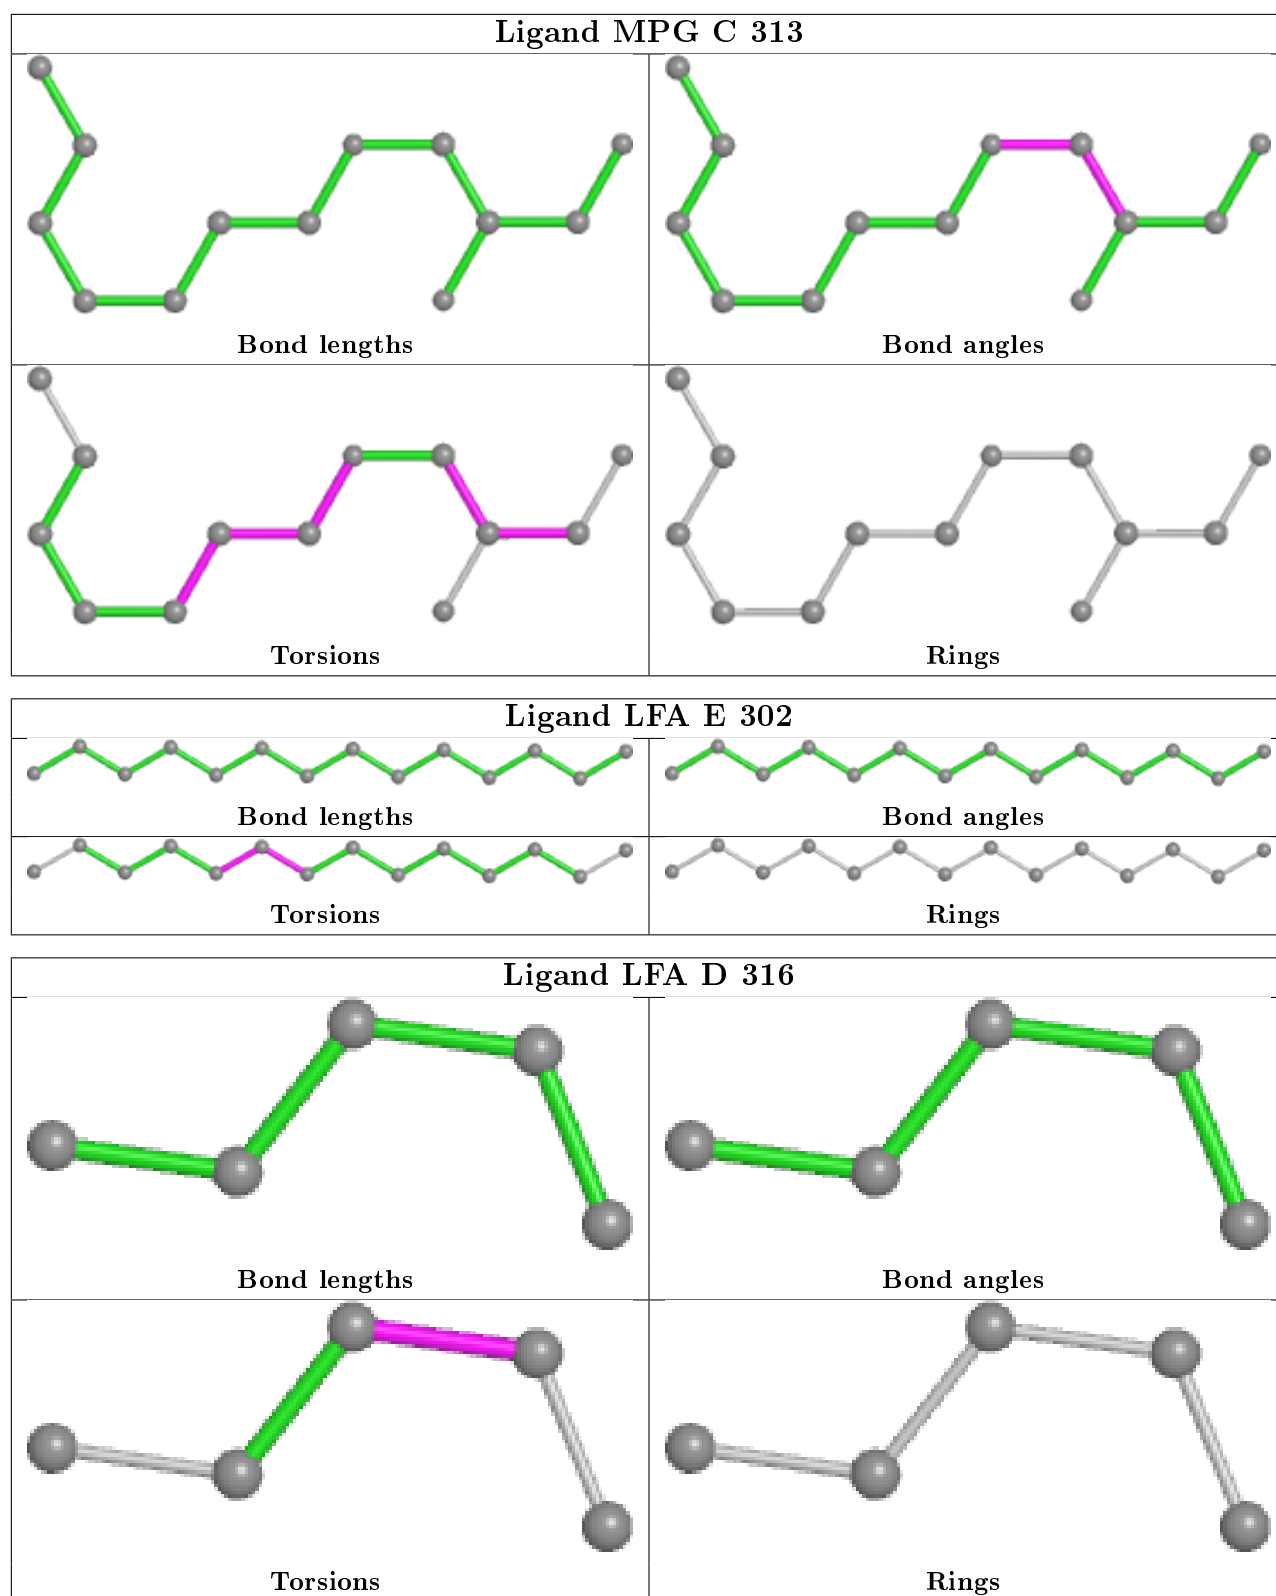 Ligand MPG C 313
Bond lengths
Bond angles
Torsions
Rings
Ligand LFA E 302
Bond lengths
Bond angles
Torsions
Rings
Ligand LFA D 316
Bond lengths
Bond angles
Torsions
Rings